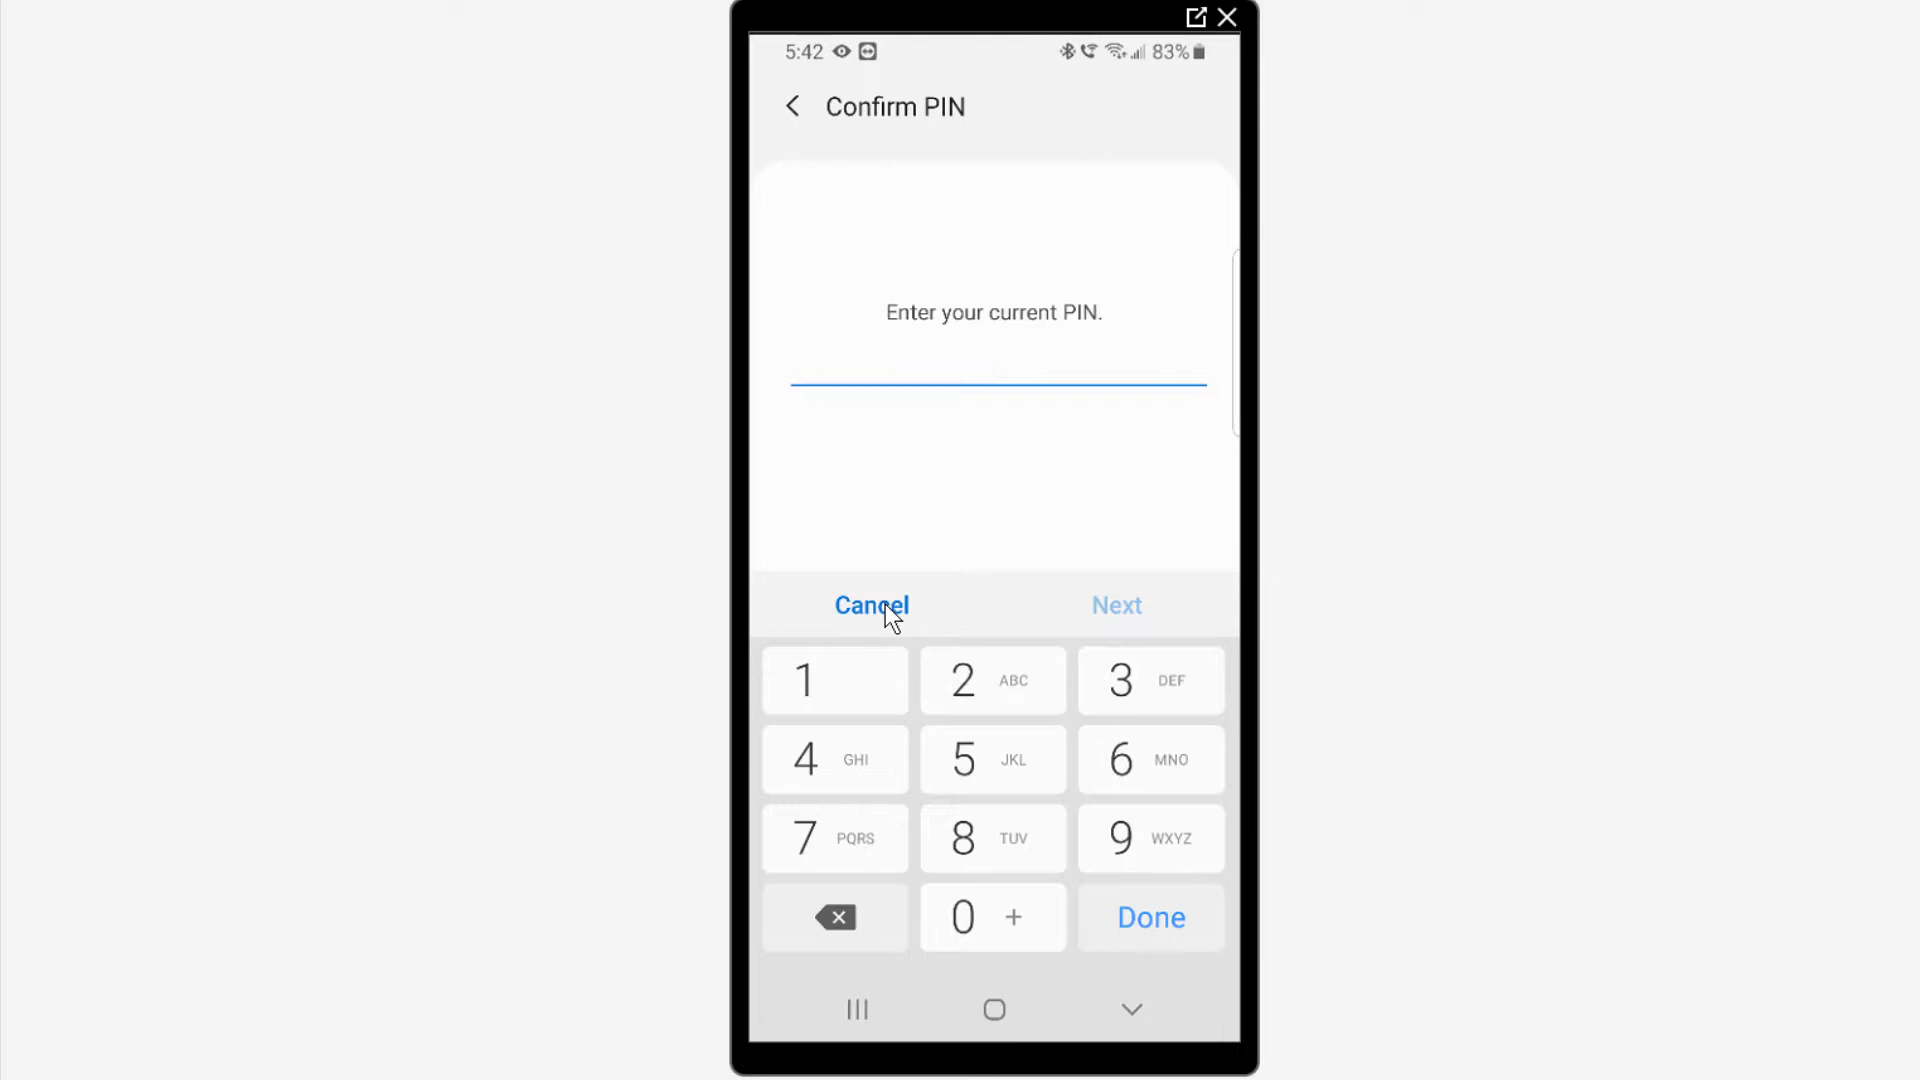 5:42 83%
Confirm PIN
Enter your current PIN.
Cancel Next
1 2 ABC 3 DEF
4 GHI 5 JKL 6 MNO
7 PQRS 8 TUV 9 WXYZ
0 + Done